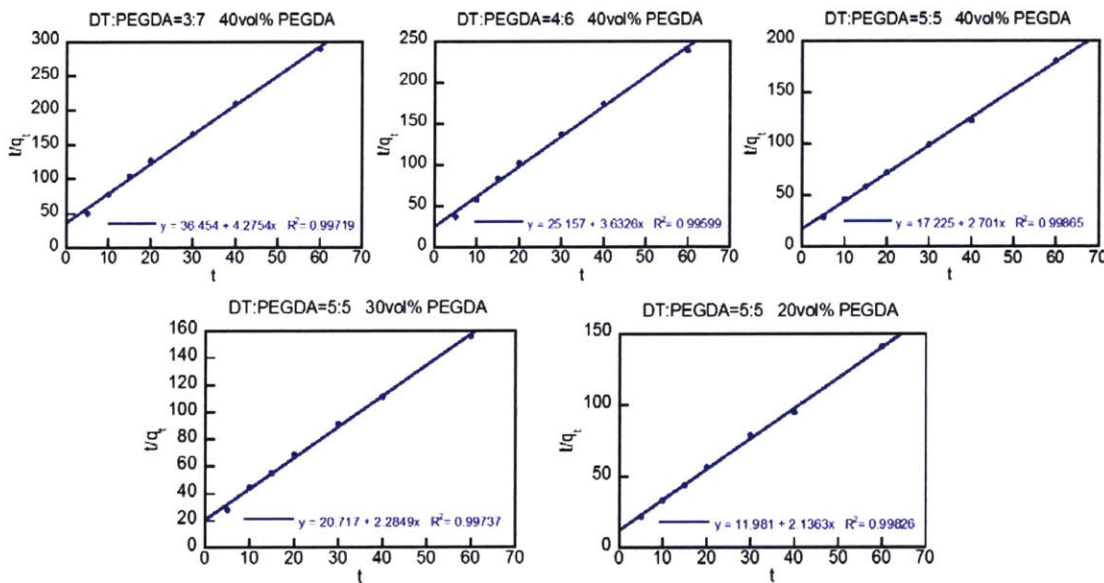 DT:PEGDA=3:7 40vol% PEGDA
300
250
200
150
100
50
0
t/qt
y = 36.454 + 4.2754x R2= 0.99719
0 10 20 30 40 50 60 70
t
DT:PEGDA=4:6 40vol% PEGDA
250
200
150
100
50
0
t/qt
y = 25.157 + 3.6326x R2= 0.99599
0 10 20 30 40 50 60 70
t
DT:PEGDA=5:5 40vol% PEGDA
200
150
100
50
0
t/qt
y = 17.225 + 2.701x R2= 0.99865
0 10 20 30 40 50 60 70
t
DT:PEGDA=5:5 30vol% PEGDA
160
140
120
100
80
60
40
20
0
t/qt
y = 20.717 + 2.2849x R2= 0.99737
0 10 20 30 40 50 60 70
t
DT:PEGDA=5:5 20vol% PEGDA
150
100
50
0
t/qt
y = 11.981 + 2.1363x R2= 0.99826
0 10 20 30 40 50 60 70
t